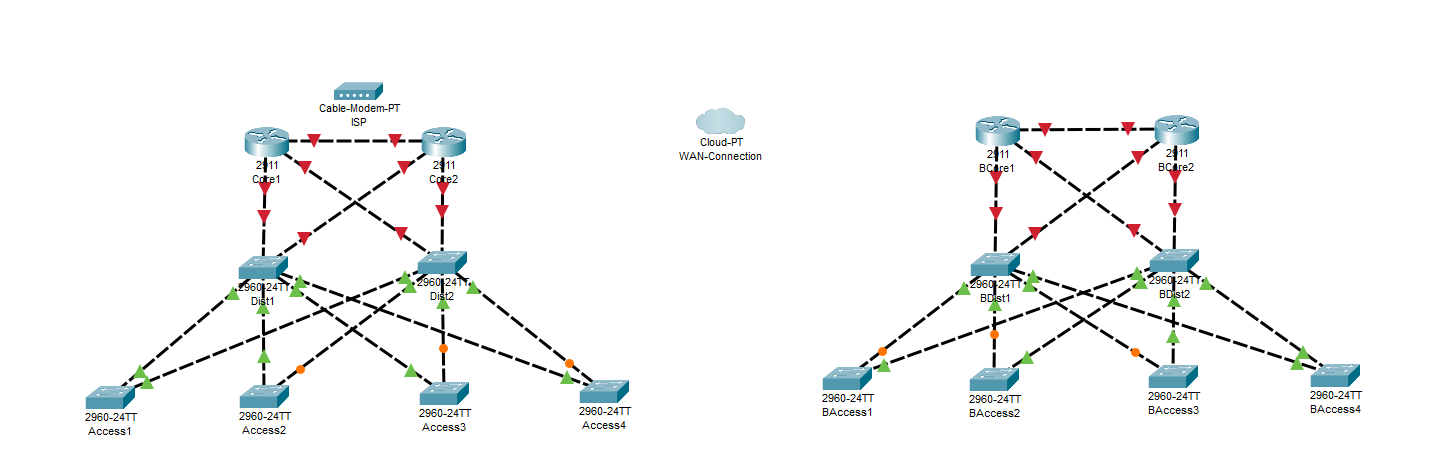 Cable-Modem-PT
ISP
2911
Core1
2911
Core2
Cloud-PT
WAN-Connection
2911
BCore1
2911
BCore2
2960-24TT
Dist1
2960-24TT
Dist2
2960-24TT
BDist1
2960-24TT
BDist2
2960-24TT
Access1
2960-24TT
Access2
2960-24TT
Access3
2960-24TT
Access4
2960-24TT
BAccess1
2960-24TT
BAccess2
2960-24TT
BAccess3
2960-24TT
BAccess4